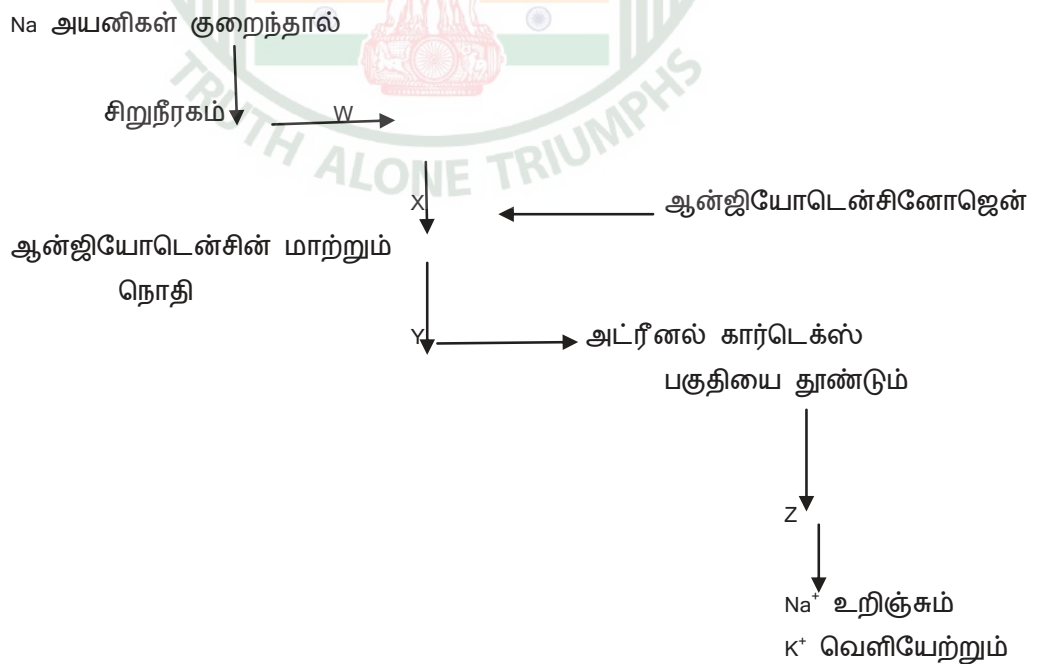 Na அயனிகள் குறைந்தால்
TRUTH ALONE TRIUMPHS
சிறுநீரகம்
W
X
ஆன்ஜியோடென்சினோஜென்
ஆன்ஜியோடென்சின் மாற்றும்
நொதி
Y
அட்ரீனல் கார்டெக்ஸ்
பகுதியை தூண்டும்
Z
Na⁺ உறிஞ்சும்
K⁺ வெளியேற்றும்